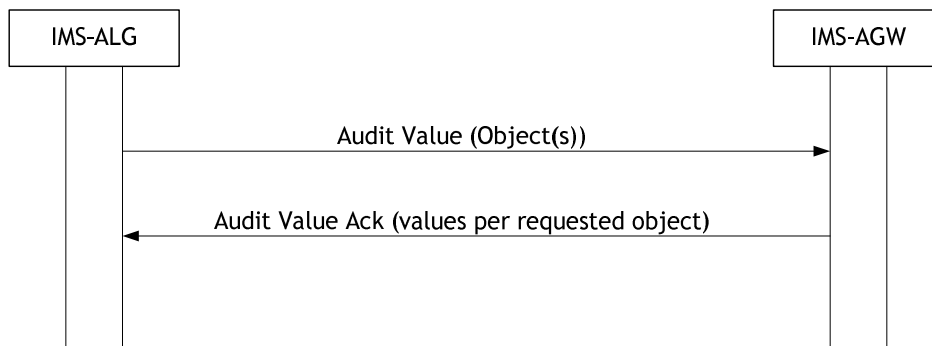 IMS-ALG
IMS-AGW
Audit Value (Object(s))
Audit Value Ack (values per requested object)